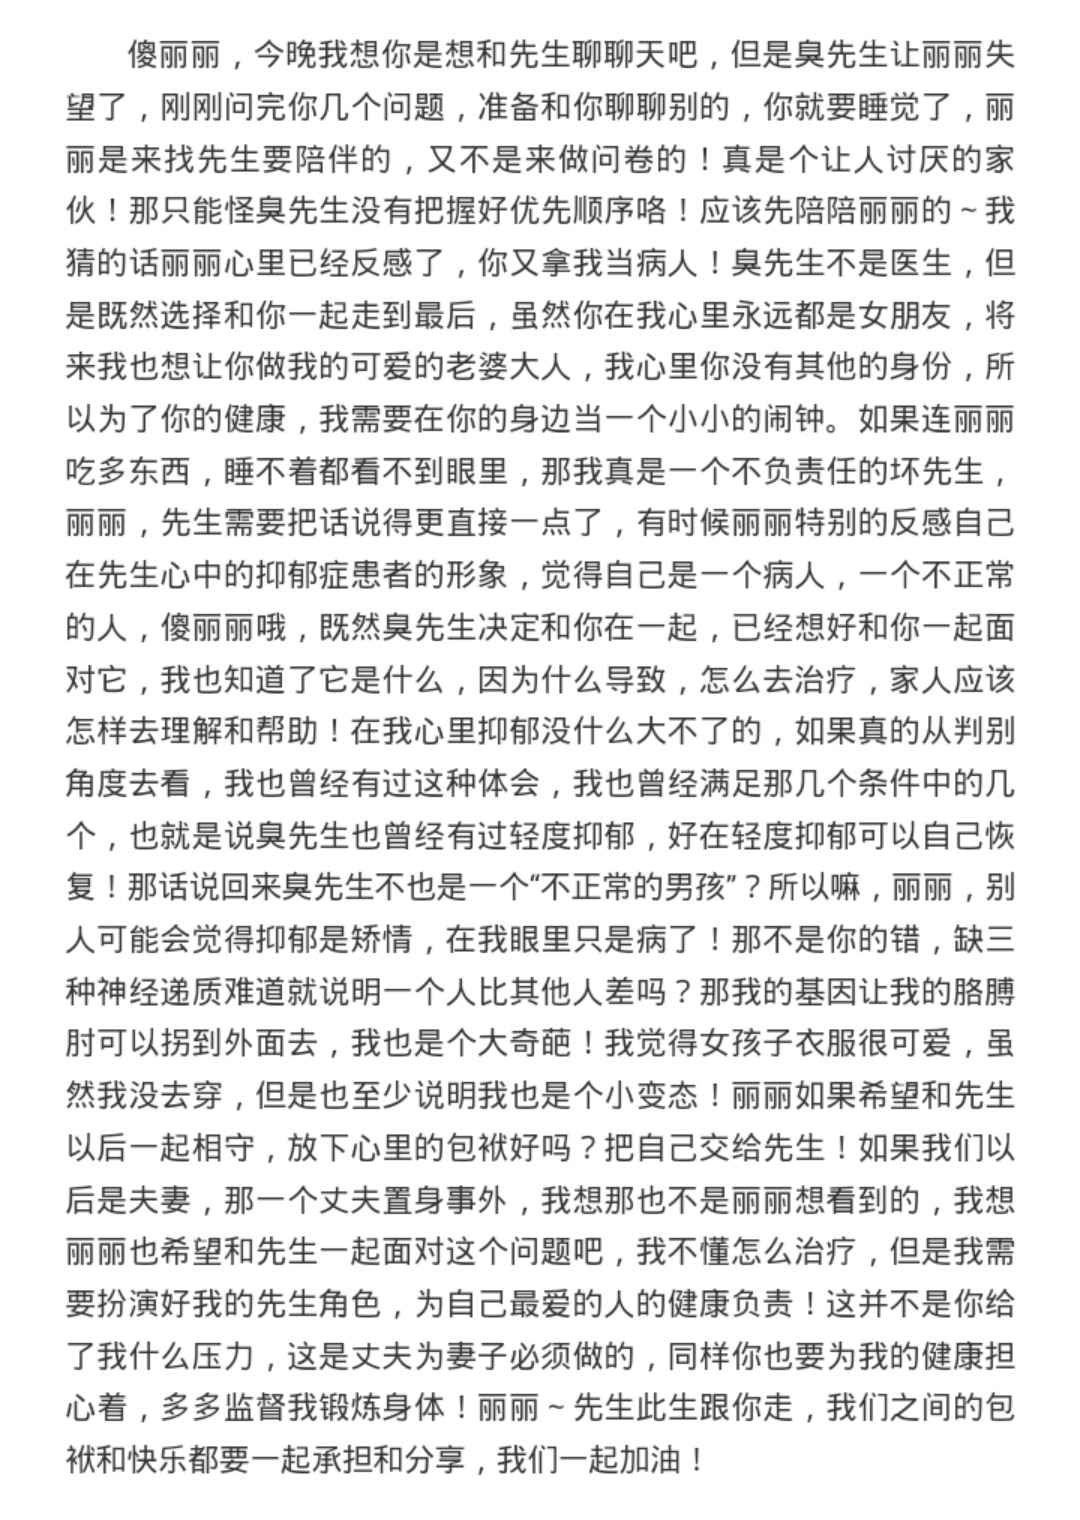 傻丽丽，今晚我想你是想和先生聊聊天吧，但是臭先生让丽丽失
望了，刚刚问完你几个问题，准备和你聊聊别的，你就要睡觉了，丽
丽是来找先生要陪伴的，又不是来做问卷的！真是个让人讨厌的家
伙！那只能怪臭先生没有把握好优先顺序咯！应该先陪陪丽丽的~我
猜的话丽丽心里已经反感了，你又拿我当病人！臭先生不是医生，但
是既然选择和你一起走到最后，虽然你在我心里永远都是女朋友，将
来我也想让你做我的可爱的老婆大人，我心里你没有其他的身份，所
以为了你的健康，我需要在你的身边当一个小小的闹钟。如果连丽丽
吃多东西，睡不着都看不到眼里，那我真是一个不负责任的坏先生，
丽丽，先生需要把话说得更直接一点了，有时候丽丽特别的反感自己
在先生心中的抑郁症患者的形象，觉得自己是一个病人，一个不正常
的人，傻丽丽哦，既然臭先生决定和你在一起，已经想好和你一起面
对它，我也知道了它是什么，因为什么导致，怎么去治疗，家人应该
怎样去理解和帮助！在我心里抑郁没什么大不了的，如果真的从判别
角度去看，我也曾经有过这种体会，我也曾经满足那几个条件中的几
个，也就是说臭先生也曾经有过轻度抑郁，好在轻度抑郁可以自己恢
复！那话说回来臭先生不也是一个“不正常的男孩”？所以嘛，丽丽，别
人可能会觉得抑郁是矫情，在我眼里只是病了！那不是你的错，缺三
种神经递质难道就说明一个人比其他人差吗？那我的基因让我的胳膊
肘可以拐到外面去，我也是个大奇葩！我觉得女孩子衣服很可爱，虽
然我没去穿，但是也至少说明我也是个小变态！丽丽如果希望和先生
以后一起相守，放下心里的包袱好吗？把自己交给先生！如果我们以
后是夫妻，那一个丈夫置身事外，我想那也不是丽丽想看到的，我想
丽丽也希望和先生一起面对这个问题吧，我不懂怎么治疗，但是我需
要扮演好我的先生角色，为自己最爱的人的健康负责！这并不是你给
了我什么压力，这是丈夫为妻子必须做的，同样你也要为我的健康担
心着，多多监督我锻炼身体！丽丽~先生此生跟你走，我们之间的包
袱和快乐都要一起承担和分享，我们一起加油！